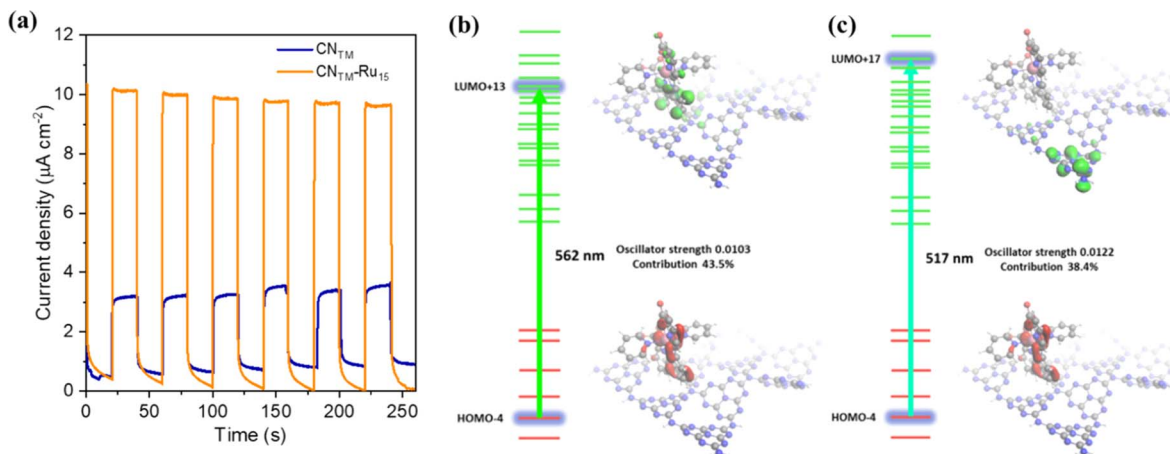 (a)
12
10
8
6
4
2
0
0
50
100
150
200
250
Current density (µA cm⁻²)
Time (s)
CN_TM
CN_TM-Ru₁₅
(b)
LUMO+13
562 nm
Oscillator strength 0.0103
Contribution 43.5%
HOMO-4
(c)
LUMO+17
517 nm
Oscillator strength 0.0122
Contribution 38.4%
HOMO-4